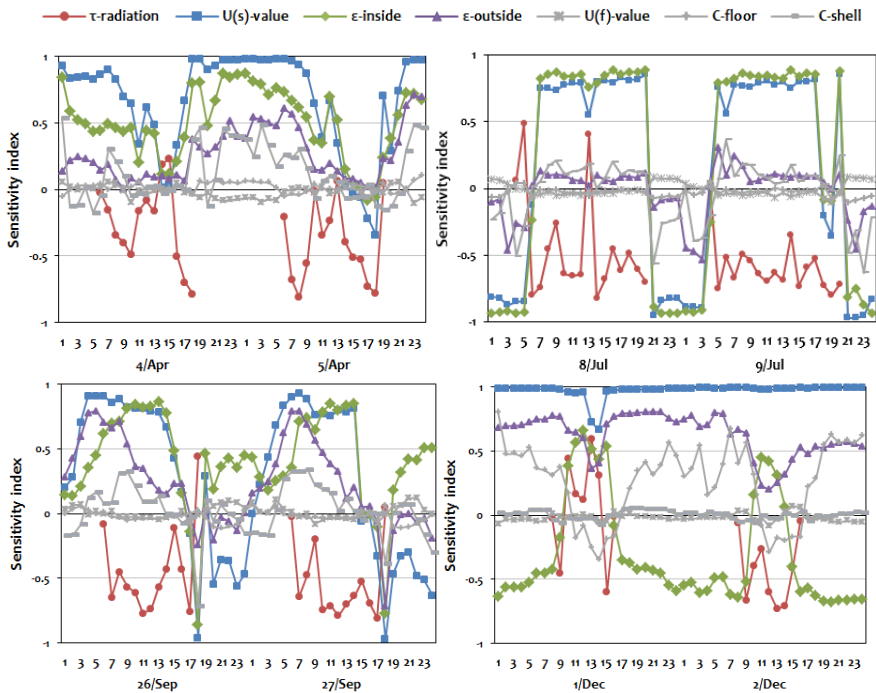 τ-radiation U(s)-value ε-inside ε-outside U(f)-value C-floor C-shell
Sensitivity index
1
0.5
0
-0.5
-1
1 3 5 7 9 11 13 15 17 19 21 23 1 3 5 7 9 11 13 15 17 19 21 23
4/Apr 5/Apr
Sensitivity index
1
0.5
0
-0.5
-1
1 3 5 7 9 11 13 15 17 19 21 23 1 3 5 7 9 11 13 15 17 19 21 23
8/Jul 9/Jul
Sensitivity index
1
0.5
0
-0.5
-1
1 3 5 7 9 11 13 15 17 19 21 23 1 3 5 7 9 11 13 15 17 19 21 23
26/Sep 27/Sep
Sensitivity index
1
0.5
0
-0.5
-1
1 3 5 7 9 11 13 15 17 19 21 23 1 3 5 7 9 11 13 15 17 19 21 23
1/Dec 2/Dec